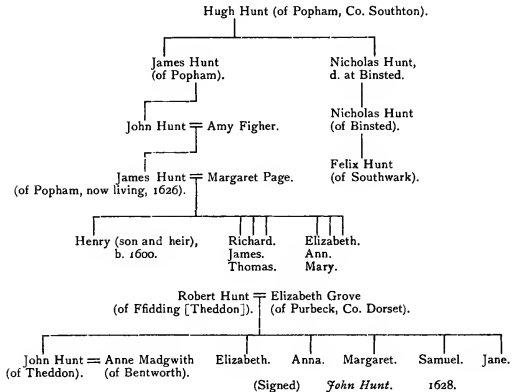 Hugh Hunt (of Popham, Co. Southton).
James Hunt
(of Popham).
Nicholas Hunt,
d. at Binsted.
John Hunt = Amy Figher.
Nicholas Hunt
(of Binsted).
James Hunt = Margaret Page.
(of Popham, now living, 1626).
Felix Hunt
(of Southwark).
Henry (son and heir),
b. 1600.
Richard.
James.
Thomas.
Elizabeth.
Ann.
Mary.
Robert Hunt = Elizabeth Grove
(of Ffidding [Theddon]). (of Purbeck, Co. Dorset).
John Hunt = Anne Madgwith
(of Theddon). (of Bentworth).
Elizabeth. Anna. Margaret. Samuel. Jane.
(Signed) John Hunt. 1628.